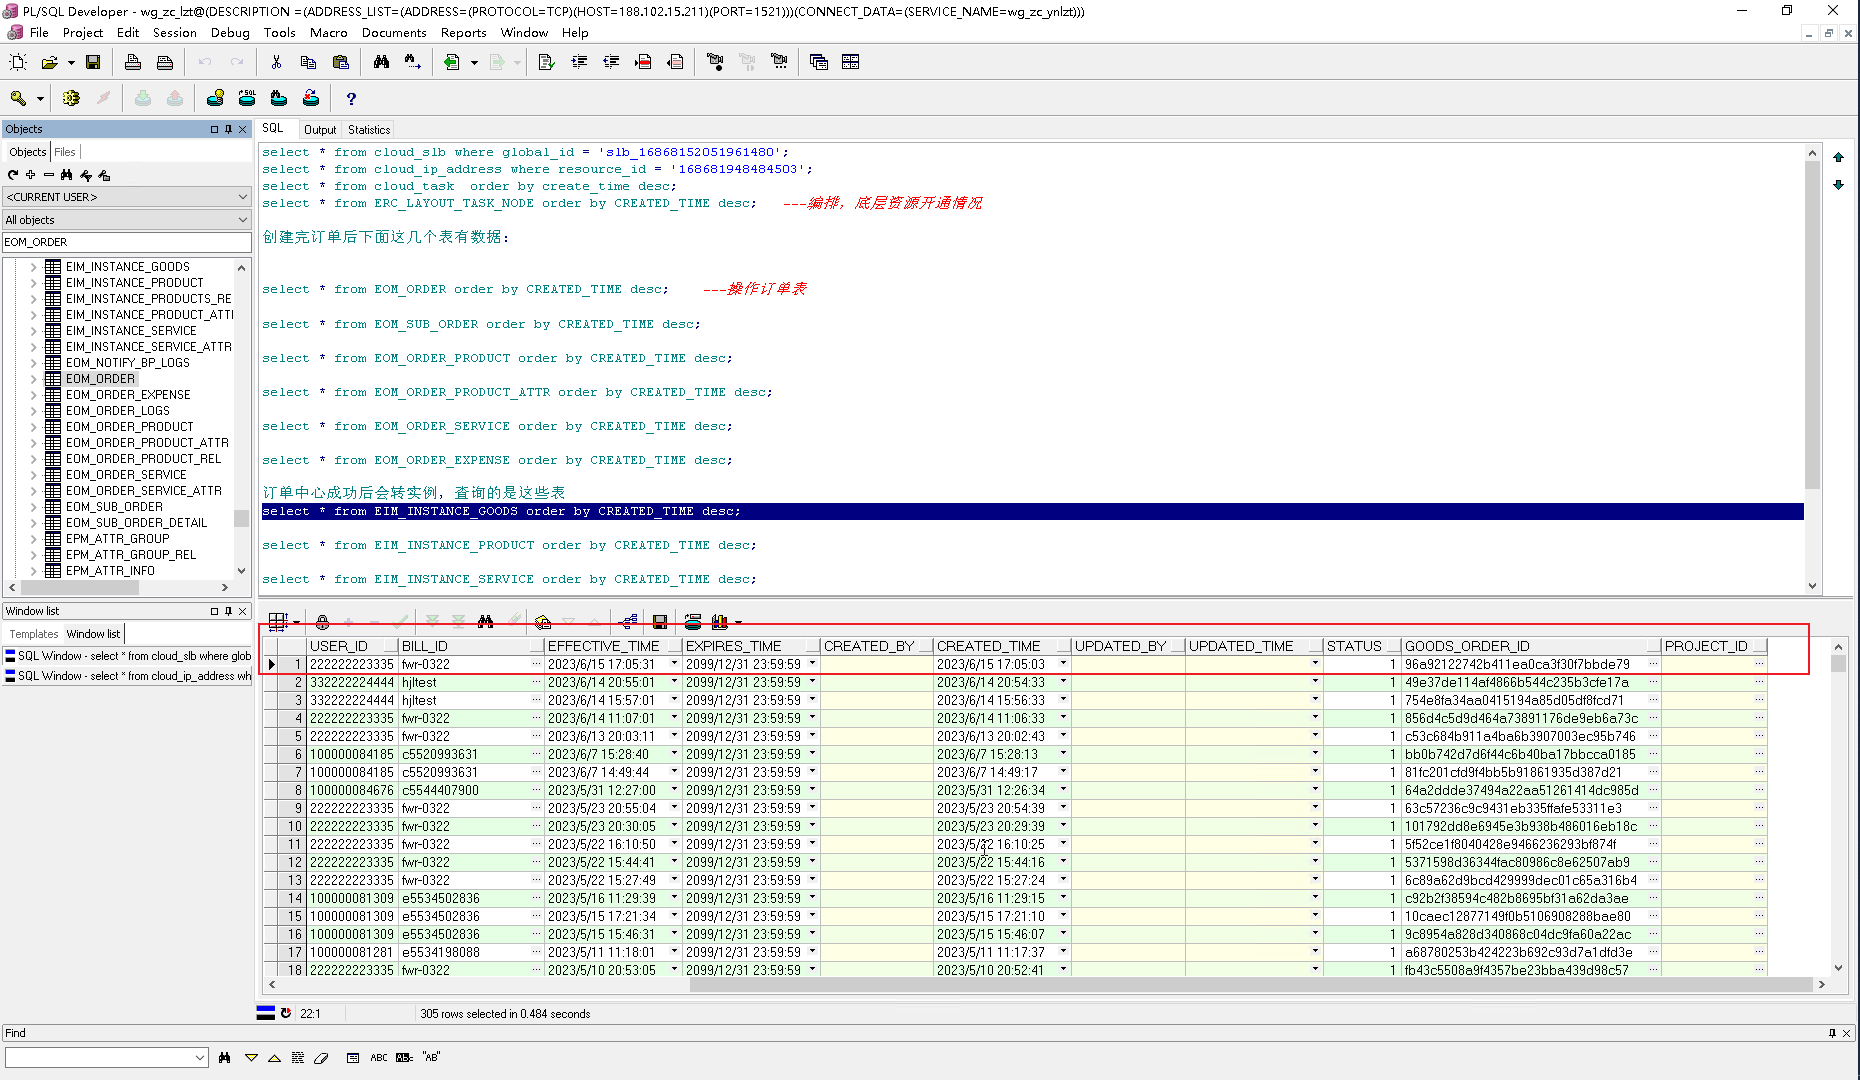 PL/SQL Developer - wg_zc_lzt@(DESCRIPTION =(ADDRESS_LIST=(ADDRESS=(PROTOCOL=TCP)(HOST=188.102.15.211)(PORT=1521)))(CONNECT_DATA=(SERVICE_NAME=wg_zc_ynlzt)))
File Project Edit Session Debug Tools Macro Documents Reports Window Help
Objects
Objects Files
<CURRENT USER>
All objects
EOM_ORDER
EIM_INSTANCE_GOODS
EIM_INSTANCE_PRODUCT
EIM_INSTANCE_PRODUCTS_RE
EIM_INSTANCE_PRODUCT_ATTI
EIM_INSTANCE_SERVICE
EIM_INSTANCE_SERVICE_ATTR
EOM_NOTIFY_BP_LOGS
EOM_ORDER
EOM_ORDER_EXPENSE
EOM_ORDER_LOGS
EOM_ORDER_PRODUCT
EOM_ORDER_PRODUCT_ATTR
EOM_ORDER_PRODUCT_REL
EOM_ORDER_SERVICE
EOM_ORDER_SERVICE_ATTR
EOM_SUB_ORDER
EOM_SUB_ORDER_DETAIL
EPM_ATTR_GROUP
EPM_ATTR_GROUP_REL
EPM_ATTR_INFO
Window list
Templates Window list
SQL Window - select * from cloud_slb where glob
SQL Window - select * from cloud_ip_address wh
SQL Output Statistics
select * from cloud_slb where global_id = 'slb_16868152051961480';
select * from cloud_ip_address where resource_id = '168681948484503';
select * from cloud_task  order by create_time desc;
select * from ERC_LAYOUT_TASK_NODE order by CREATED_TIME desc; ---编排，底层资源开通情况
创建完订单后下面这几个表有数据：
select * from EOM_ORDER order by CREATED_TIME desc; ---操作订单表
select * from EOM_SUB_ORDER order by CREATED_TIME desc;
select * from EOM_ORDER_PRODUCT order by CREATED_TIME desc;
select * from EOM_ORDER_PRODUCT_ATTR order by CREATED_TIME desc;
select * from EOM_ORDER_SERVICE order by CREATED_TIME desc;
select * from EOM_ORDER_EXPENSE order by CREATED_TIME desc;
订单中心成功后会转实例，查询的是这些表
select * from EIM_INSTANCE_GOODS order by CREATED_TIME desc;
select * from EIM_INSTANCE_PRODUCT order by CREATED_TIME desc;
select * from EIM_INSTANCE_SERVICE order by CREATED_TIME desc;
USER_ID BILL_ID EFFECTIVE_TIME EXPIRES_TIME CREATED_BY CREATED_TIME UPDATED_BY UPDATED_TIME STATUS GOODS_ORDER_ID PROJECT_ID
1 222222223335 fwr-0322 2023/6/15 17:05:31 2099/12/31 23:59:59 2023/6/15 17:05:03 1 96a92122742b411ea0ca3f30f7bbde79
2 332222224444 hjltest 2023/6/14 20:55:01 2099/12/31 23:59:59 2023/6/14 20:54:33 1 49e37de114af4866b544c235b3cfe17a
3 332222224444 hjltest 2023/6/14 15:57:01 2099/12/31 23:59:59 2023/6/14 15:56:33 1 754e8fa34aa0415194a85d05df8fcd71
4 222222223335 fwr-0322 2023/6/14 11:07:01 2099/12/31 23:59:59 2023/6/14 11:06:33 1 856d4c5d9d464a73891176de9eb6a73c
5 222222223335 fwr-0322 2023/6/13 20:03:11 2099/12/31 23:59:59 2023/6/13 20:02:43 1 c53c684b911a4ba6b3907003ec95b746
6 100000084185 c5520993631 2023/6/7 15:28:40 2099/12/31 23:59:59 2023/6/7 15:28:13 1 bb0b742d7d6f44c6b40ba17bbcca0185
7 100000084185 c5520993631 2023/6/7 14:49:44 2099/12/31 23:59:59 2023/6/7 14:49:17 1 81fc201cfd9f4bb5b91861935d387d21
8 100000084676 c5544407900 2023/5/31 12:27:00 2099/12/31 23:59:59 2023/5/31 12:26:34 1 64a2ddde37494a22aa51261414dc985d
9 222222223335 fwr-0322 2023/5/23 20:55:04 2099/12/31 23:59:59 2023/5/23 20:54:39 1 63c57236c9c9431eb335ffafe53311e3
10 222222223335 fwr-0322 2023/5/23 20:30:05 2099/12/31 23:59:59 2023/5/23 20:29:39 1 101792dd8e6945e3b938b486016eb18c
11 222222223335 fwr-0322 2023/5/22 16:10:50 2099/12/31 23:59:59 2023/5/22 16:10:25 1 5f52ce1f8040428e9466236293bf874f
12 222222223335 fwr-0322 2023/5/22 15:44:41 2099/12/31 23:59:59 2023/5/22 15:44:16 1 5371598d36344fac80986c8e62507ab9
13 222222223335 fwr-0322 2023/5/22 15:27:49 2099/12/31 23:59:59 2023/5/22 15:27:24 1 6c89a62d9bcd429999dec01c65a316b4
14 100000081309 e5534502836 2023/5/16 11:29:39 2099/12/31 23:59:59 2023/5/16 11:29:15 1 c92b2f38594c482b8695bf31a62da3ae
15 100000081309 e5534502836 2023/5/15 17:21:34 2099/12/31 23:59:59 2023/5/15 17:21:10 1 10caec12877149f0b5106908288bae80
16 100000081309 e5534502836 2023/5/15 15:46:31 2099/12/31 23:59:59 2023/5/15 15:46:07 1 9c8954a828d340868c04dc9fa60a22ac
17 100000081281 e5534198088 2023/5/11 11:18:01 2099/12/31 23:59:59 2023/5/11 11:17:37 1 a68780253b424223b692c93d7a1dfd3e
18 222222223335 fwr-0322 2023/5/10 20:53:05 2099/12/31 23:59:59 2023/5/10 20:52:41 1 fb43c5508a9f4357be23bba439d98c57
22:1 305 rows selected in 0.484 seconds
Find
ABC "AB"